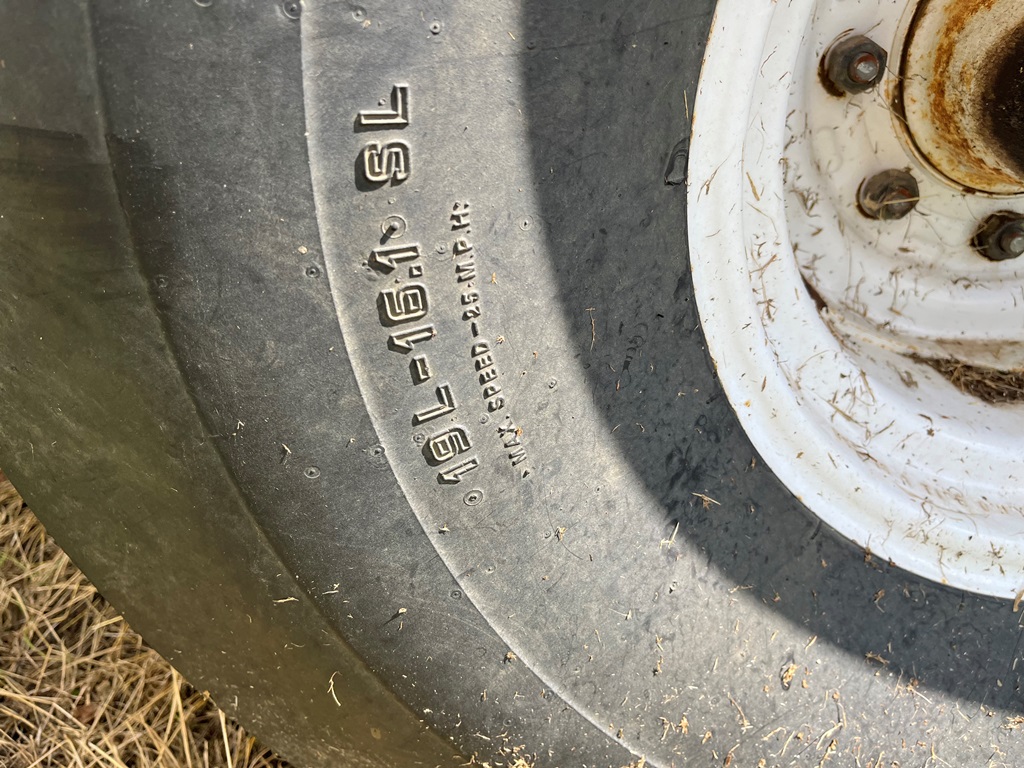 19L-16.1 SL
MAX. SPEED-25 M.P.H.